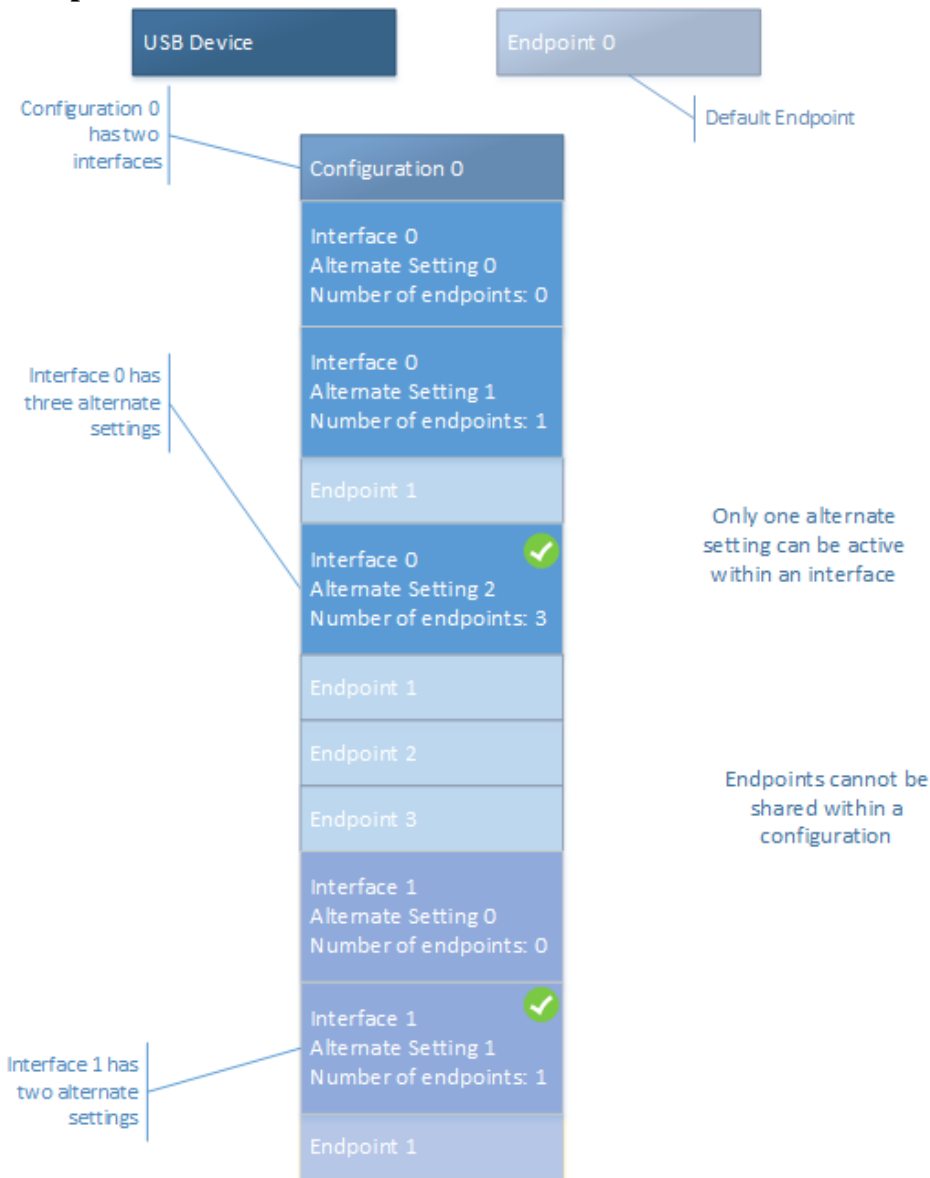 USB Device
Endpoint 0
Configuration 0
has two
interfaces
Default Endpoint
Configuration 0
Interface 0
Alternate Setting 0
Number of endpoints: 0
Interface 0
Alternate Setting 1
Number of endpoints: 1
Interface 0 has
three alternate
settings
Endpoint 1
Only one alternate
setting can be active
within an interface
Interface 0
Alternate Setting 2
Number of endpoints: 3
Endpoint 1
Endpoint 2
Endpoint 3
Endpoints cannot be
shared within a
configuration
Interface 1
Alternate Setting 0
Number of endpoints: 0
Interface 1
Alternate Setting 1
Number of endpoints: 1
Interface 1 has
two alternate
settings
Endpoint 1